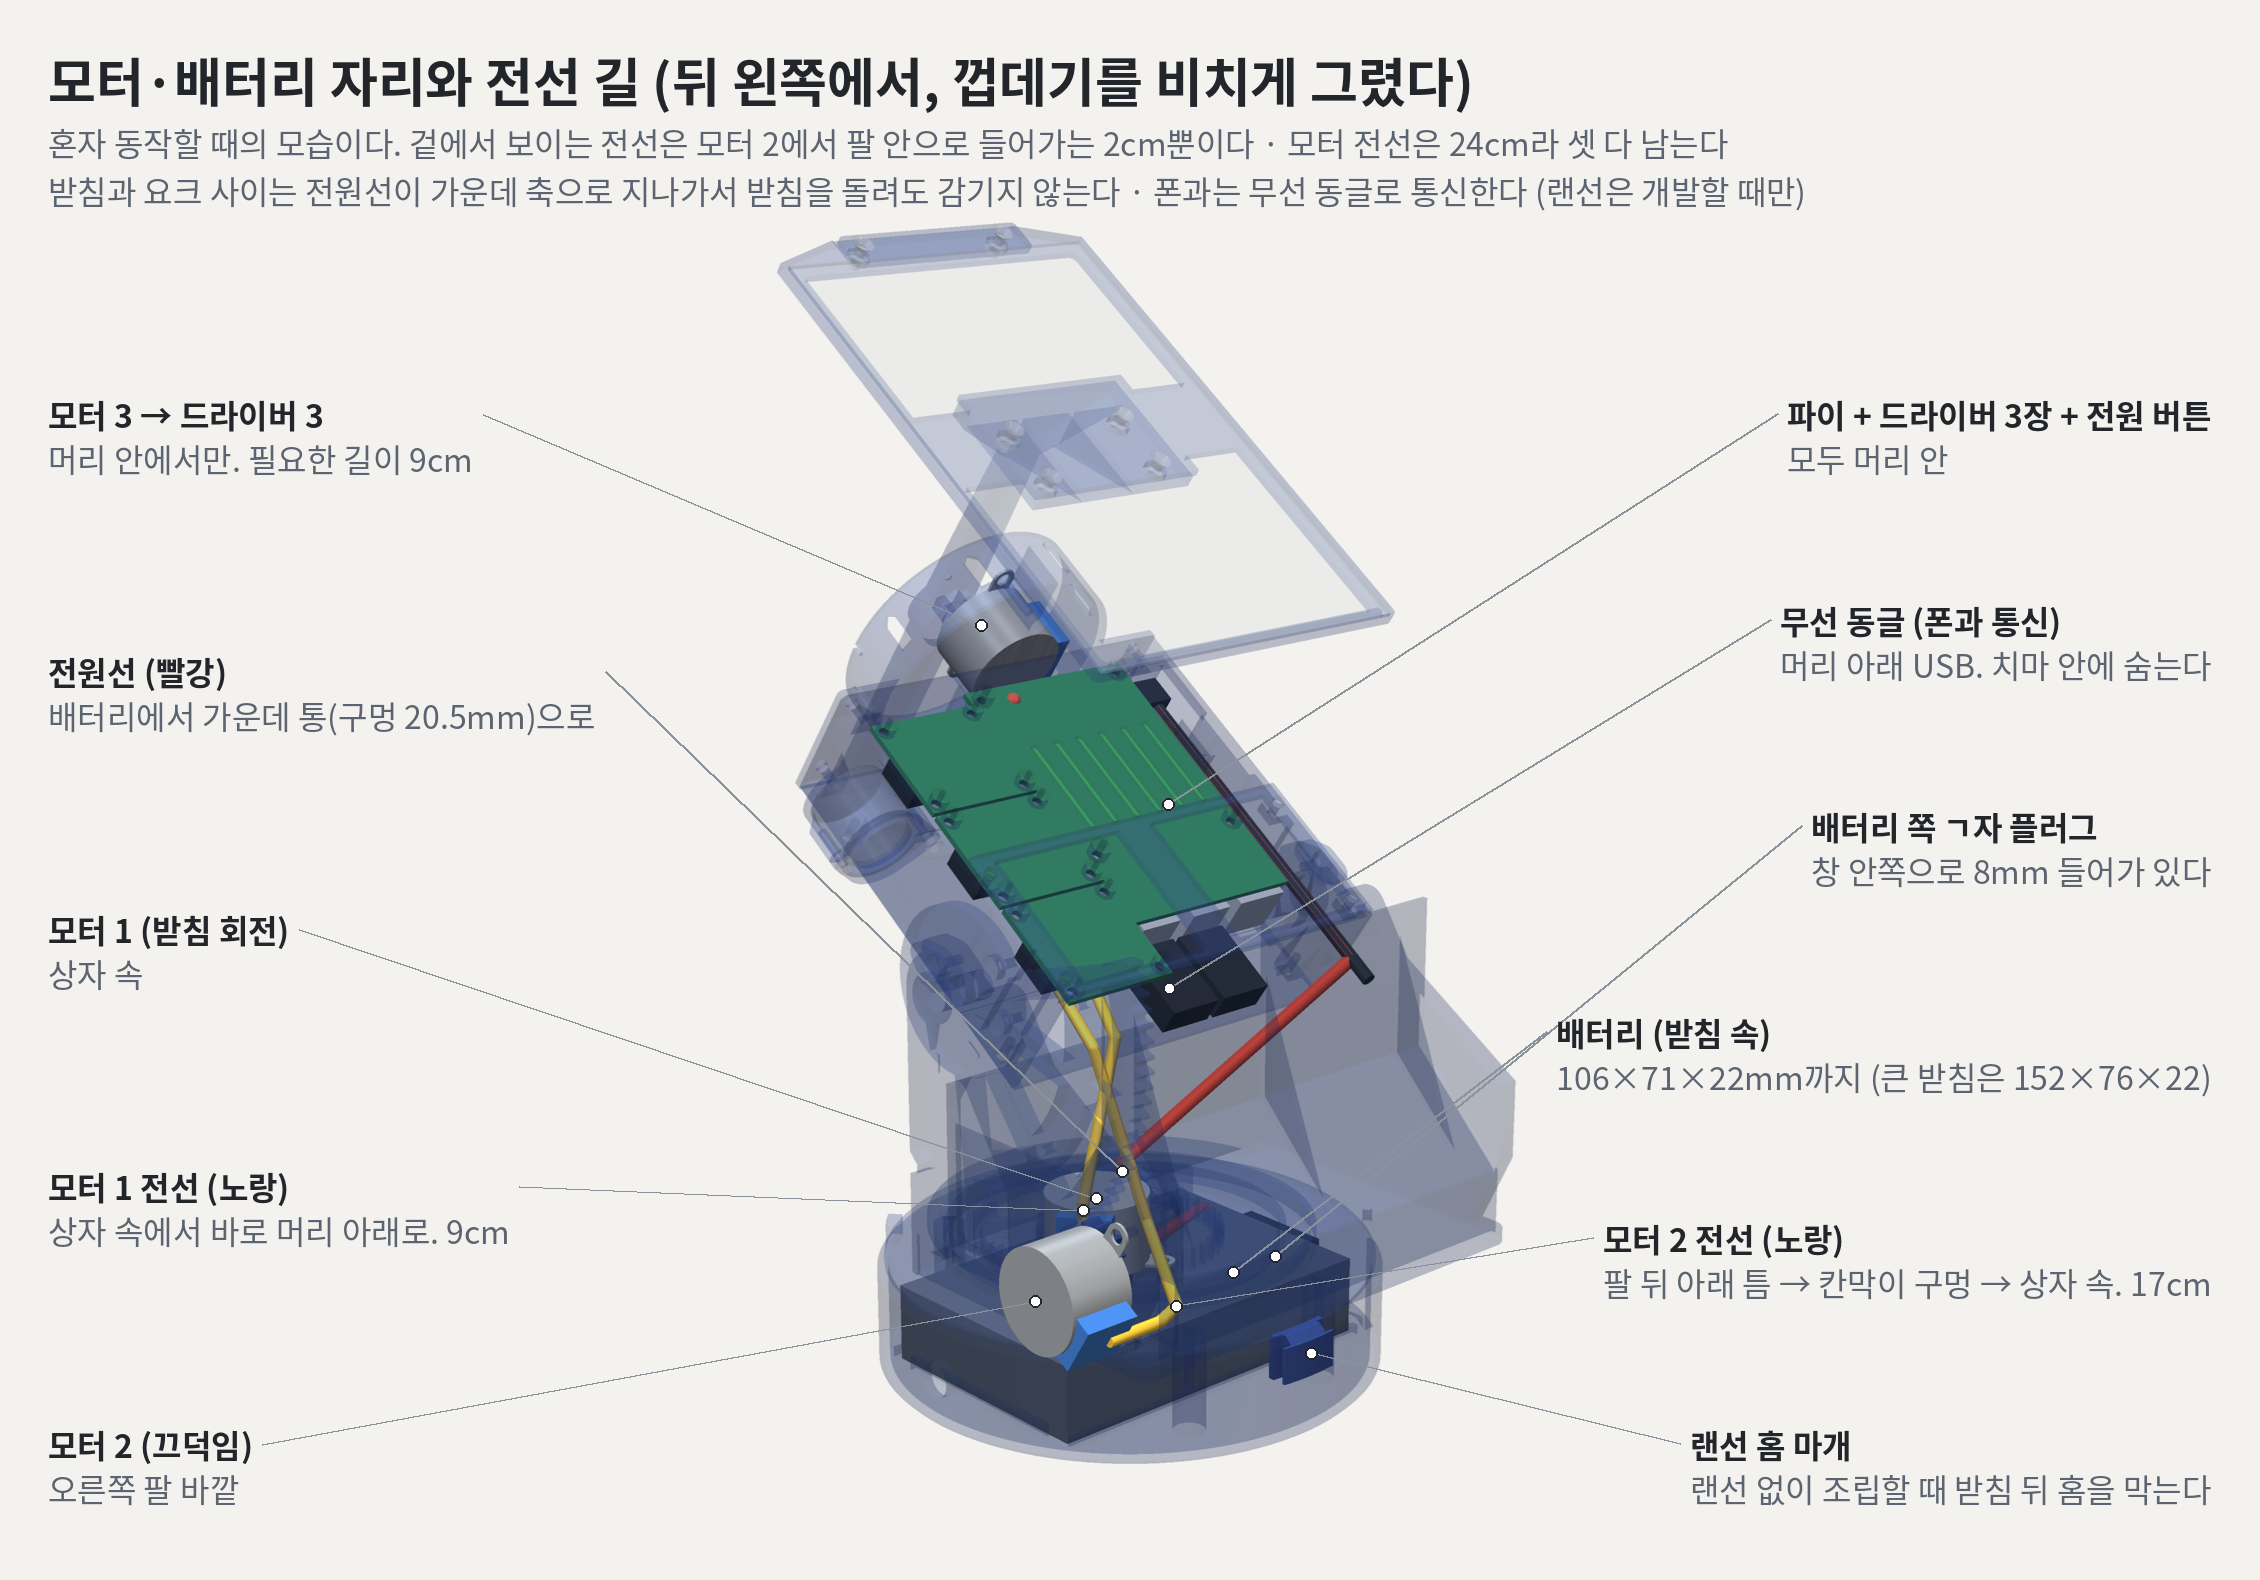 모터·배터리 자리와 전선 길 (뒤 왼쪽에서, 껍데기를 비치게 그렸다)
혼자 동작할 때의 모습이다. 겉에서 보이는 전선은 모터 2에서 팔 안으로 들어가는 2cm뿐이다 · 모터 전선은 24cm라 셋 다 남는다
받침과 요크 사이는 전원선이 가운데 축으로 지나가서 받침을 돌려도 감기지 않는다 · 폰과는 무선 동글로 통신한다 (랜선은 개발할 때만)
모터 3 → 드라이버 3
머리 안에서만. 필요한 길이 9cm
전원선 (빨강)
배터리에서 가운데 통(구멍 20.5mm)으로
모터 1 (받침 회전)
상자 속
모터 1 전선 (노랑)
상자 속에서 바로 머리 아래로. 9cm
모터 2 (끄덕임)
오른쪽 팔 바깥
파이 + 드라이버 3장 + 전원 버튼
모두 머리 안
무선 동글 (폰과 통신)
머리 아래 USB. 치마 안에 숨는다
배터리 쪽 ㄱ자 플러그
창 안쪽으로 8mm 들어가 있다
배터리 (받침 속)
106×71×22mm까지 (큰 받침은 152×76×22)
모터 2 전선 (노랑)
팔 뒤 아래 틈 → 칸막이 구멍 → 상자 속. 17cm
랜선 홈 마개
랜선 없이 조립할 때 받침 뒤 홈을 막는다